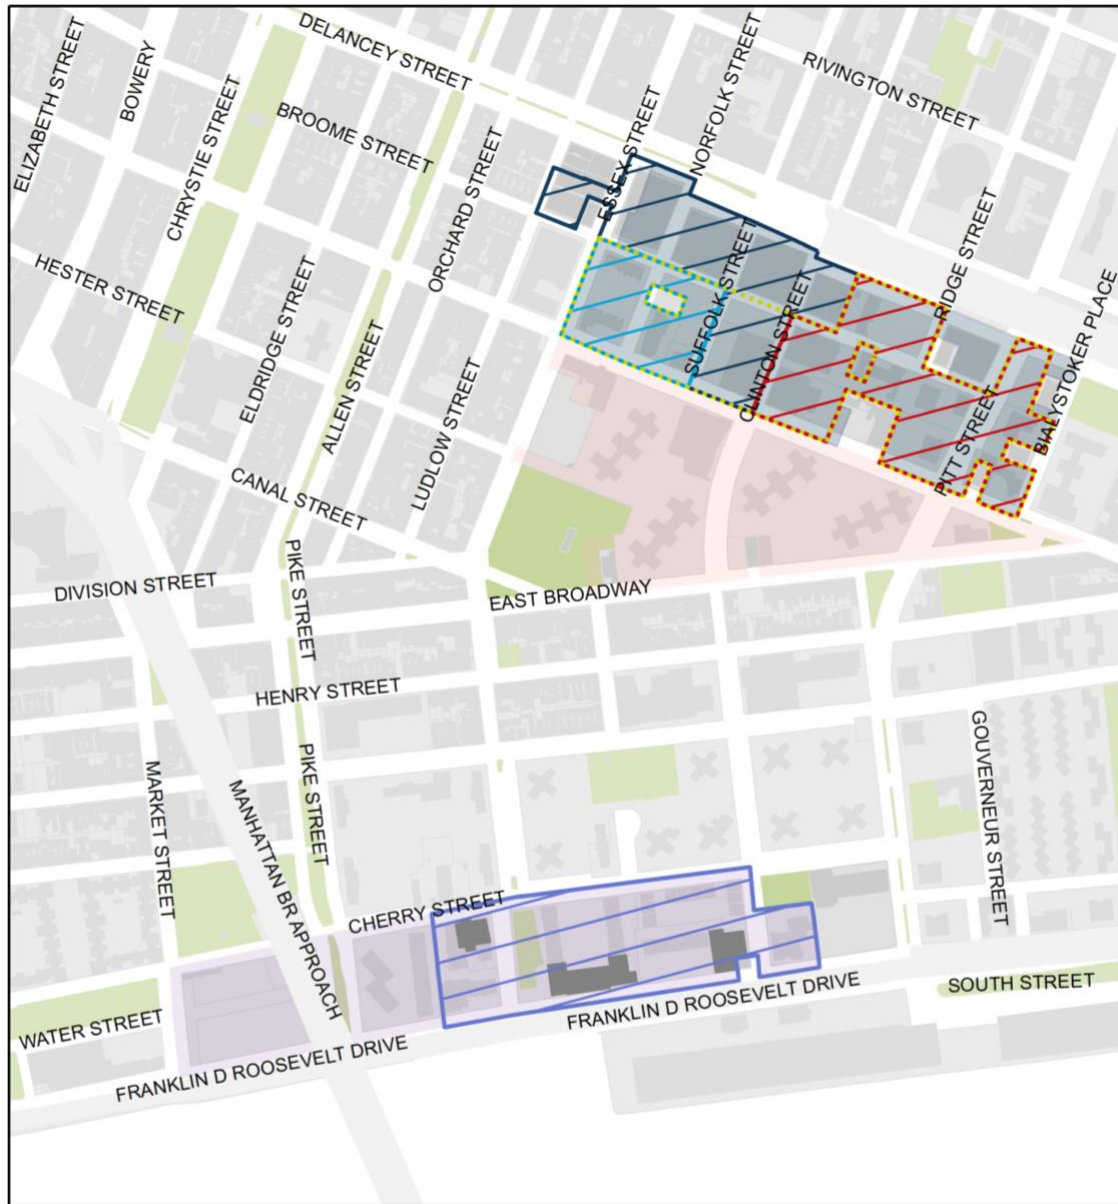 DELANCEY STREET
NORFOLK STREET
RIVINGTON STREET
ELIZABETH STREET
BOWERY
CHRYSTIE STREET
BROOME STREET
ORCHARD STREET
ESSEX STREET
RIDGE STREET
HESTER STREET
ELDRIDGE STREET
ALLEN STREET
LUDLOW STREET
SUFFOLK STREET
CLINTON STREET
PITT STREET
BIALYSTOKER PLACE
CANAL STREET
DIVISION STREET
PIKE STREET
EAST BROADWAY
HENRY STREET
MARKET STREET
MANHATTAN BR APPROACH
PIKE STREET
GOUVERNEUR STREET
CHERRY STREET
WATER STREET
FRANKLIN D ROOSEVELT DRIVE
FRANKLIN D ROOSEVELT DRIVE
SOUTH STREET